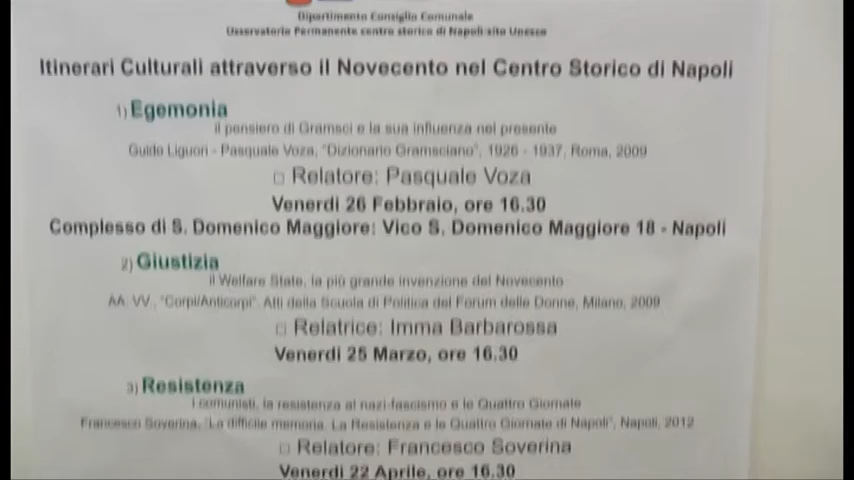 Dipartimento Consiglio Comunale
Osservatorio Permanente centro storico di Napoli-sito Unesco
Itinerari Culturali attraverso il Novecento nel Centro Storico di Napoli
1) Egemonia
il pensiero di Gramsci e la sua influenza nel presente
Guido Liguori - Pasquale Voza, "Dizionario Gramsciano", 1926 - 1937, Roma, 2009
□ Relatore: Pasquale Voza
Venerdi 26 Febbraio, ore 16.30
Complesso di S. Domenico Maggiore: Vico S. Domenico Maggiore 18 - Napoli
2) Giustizia
il Welfare State, la più grande invenzione del Novecento
AA. VV., "Corpi/Anticorpi". Atti della Scuola di Politica del Forum delle Donne, Milano, 2009
□ Relatrice: Imma Barbarossa
Venerdi 25 Marzo, ore 16.30
3) Resistenza
i comunisti, la resistenza al nazi-fascismo e le Quattro Giornate
Francesco Soverina, "La difficile memoria. La Resistenza e le Quattro Giornate di Napoli", Napoli, 2012
□ Relatore: Francesco Soverina
Venerdi 22 Aprile, ore 16.30